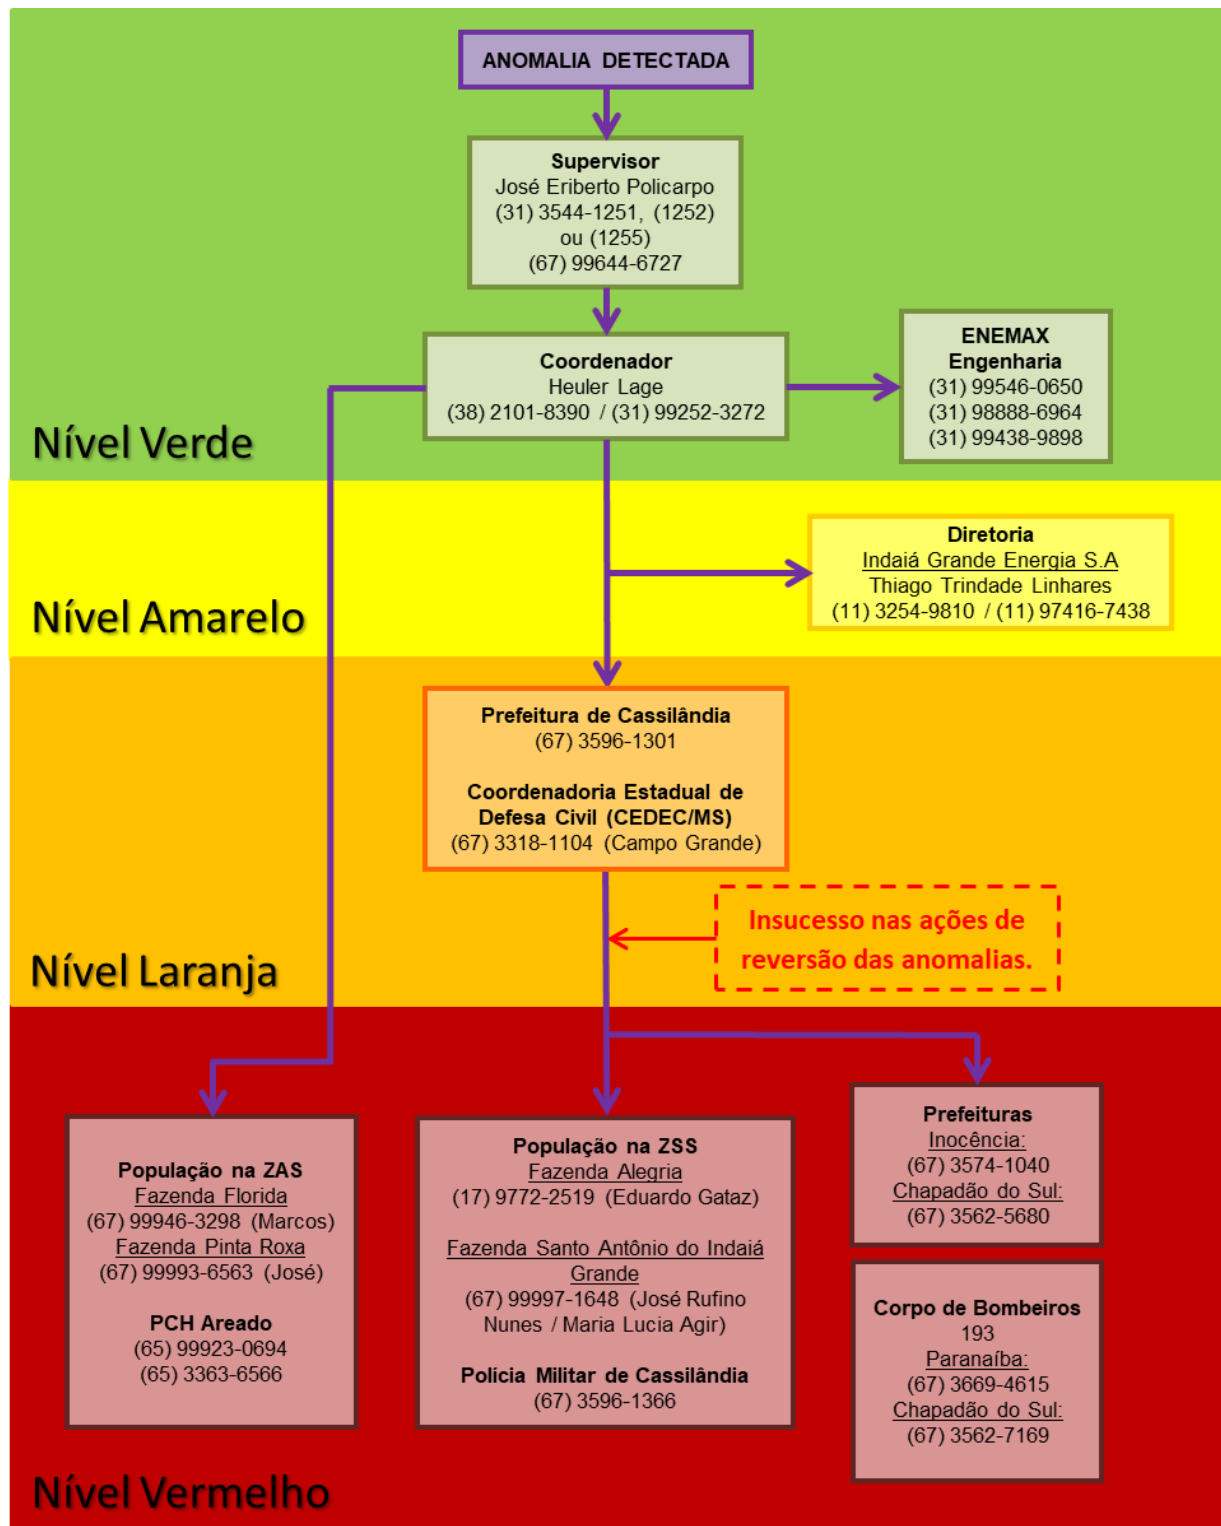 ANOMALIA DETECTADA
Supervisor
José Eriberto Policarpo
(31) 3544-1251, (1252)
ou (1255)
(67) 99644-6727
Coordenador
Heuler Lage
(38) 2101-8390 / (31) 99252-3272
ENEMAX
Engenharia
(31) 99546-0650
(31) 98888-6964
(31) 99438-9898
Nível Verde
Diretoria
Indaiá Grande Energia S.A
Thiago Trindade Linhares
(11) 3254-9810 / (11) 97416-7438
Nível Amarelo
Prefeitura de Cassilândia
(67) 3596-1301
Coordenadoria Estadual de
Defesa Civil (CEDEC/MS)
(67) 3318-1104 (Campo Grande)
Insucesso nas ações de
reversão das anomalias.
Nível Laranja
População na ZAS
Fazenda Florida
(67) 99946-3298 (Marcos)
Fazenda Pinta Roxa
(67) 99993-6563 (José)
PCH Areado
(65) 99923-0694
(65) 3363-6566
População na ZSS
Fazenda Alegria
(17) 9772-2519 (Eduardo Gataz)
Fazenda Santo Antônio do Indaiá
Grande
(67) 99997-1648 (José Rufino
Nunes / Maria Lucia Agir)
Polícia Militar de Cassilândia
(67) 3596-1366
Prefeituras
Inocência:
(67) 3574-1040
Chapadão do Sul:
(67) 3562-5680
Corpo de Bombeiros
193
Paranaíba:
(67) 3669-4615
Chapadão do Sul:
(67) 3562-7169
Nível Vermelho